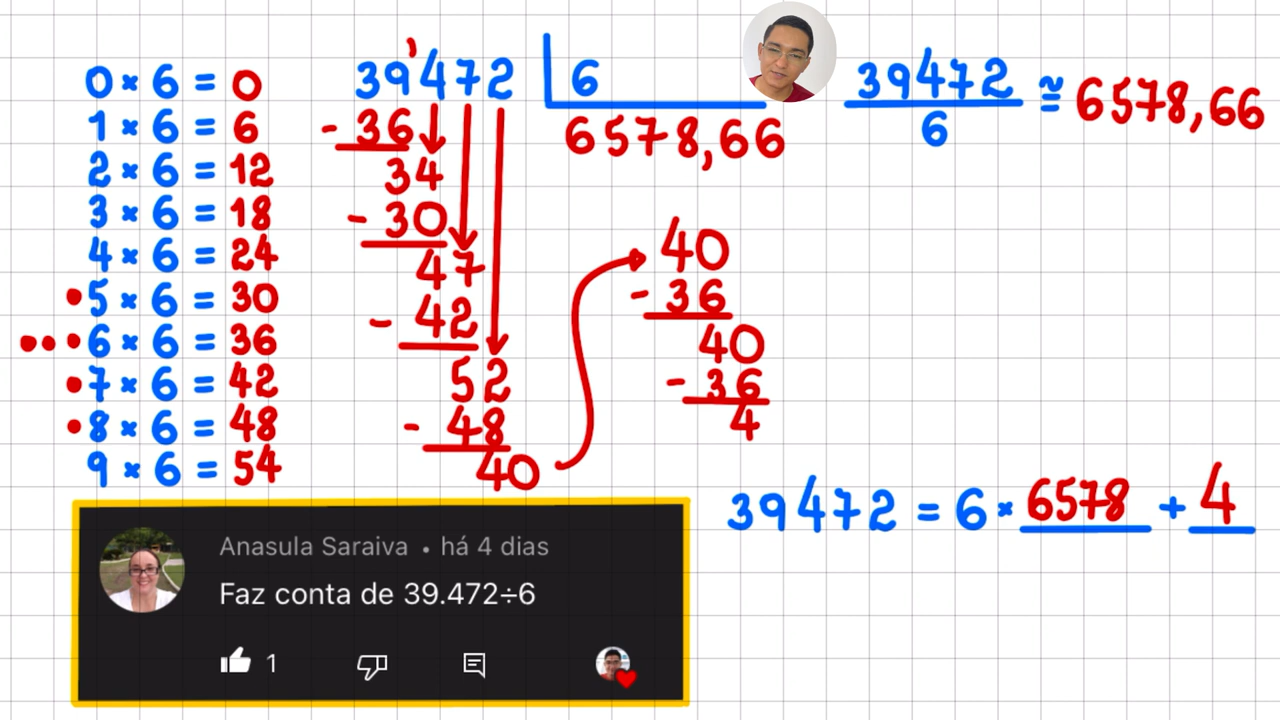 0 × 6 = 0
1 × 6 = 6
2 × 6 = 12
3 × 6 = 18
4 × 6 = 24
5 × 6 = 30
6 × 6 = 36
7 × 6 = 42
8 × 6 = 48
9 × 6 = 54
39'472 6
- 36 6578,66
34
- 30
47
- 42
52
- 48
40
40
- 36
40
- 36
4
39472
6
≅ 6578,66
39472 = 6 × 6578 + 4
Anasula Saraiva • há 4 dias
Faz conta de 39.472÷6
1